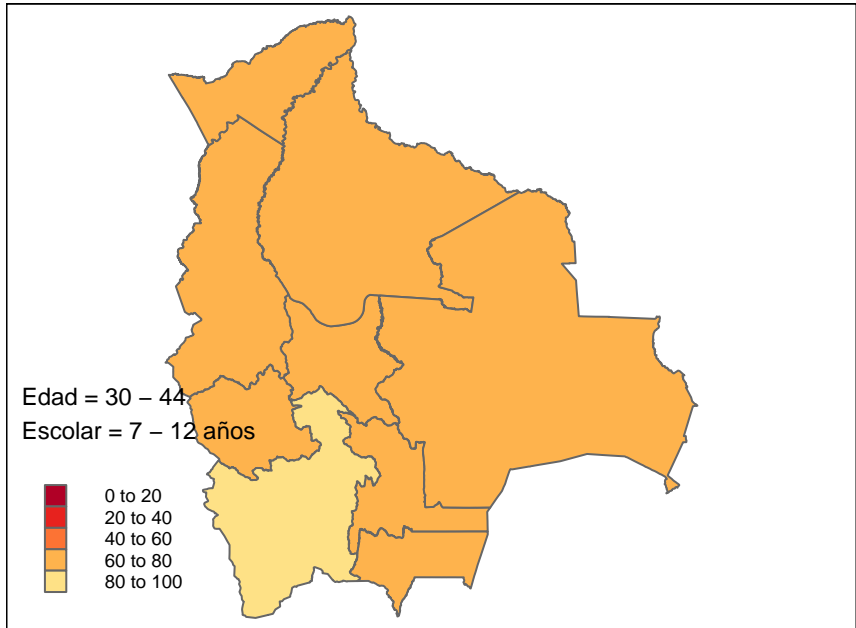 Edad = 30 − 44
Escolar = 7 − 12 años
0 to 20
20 to 40
40 to 60
60 to 80
80 to 100